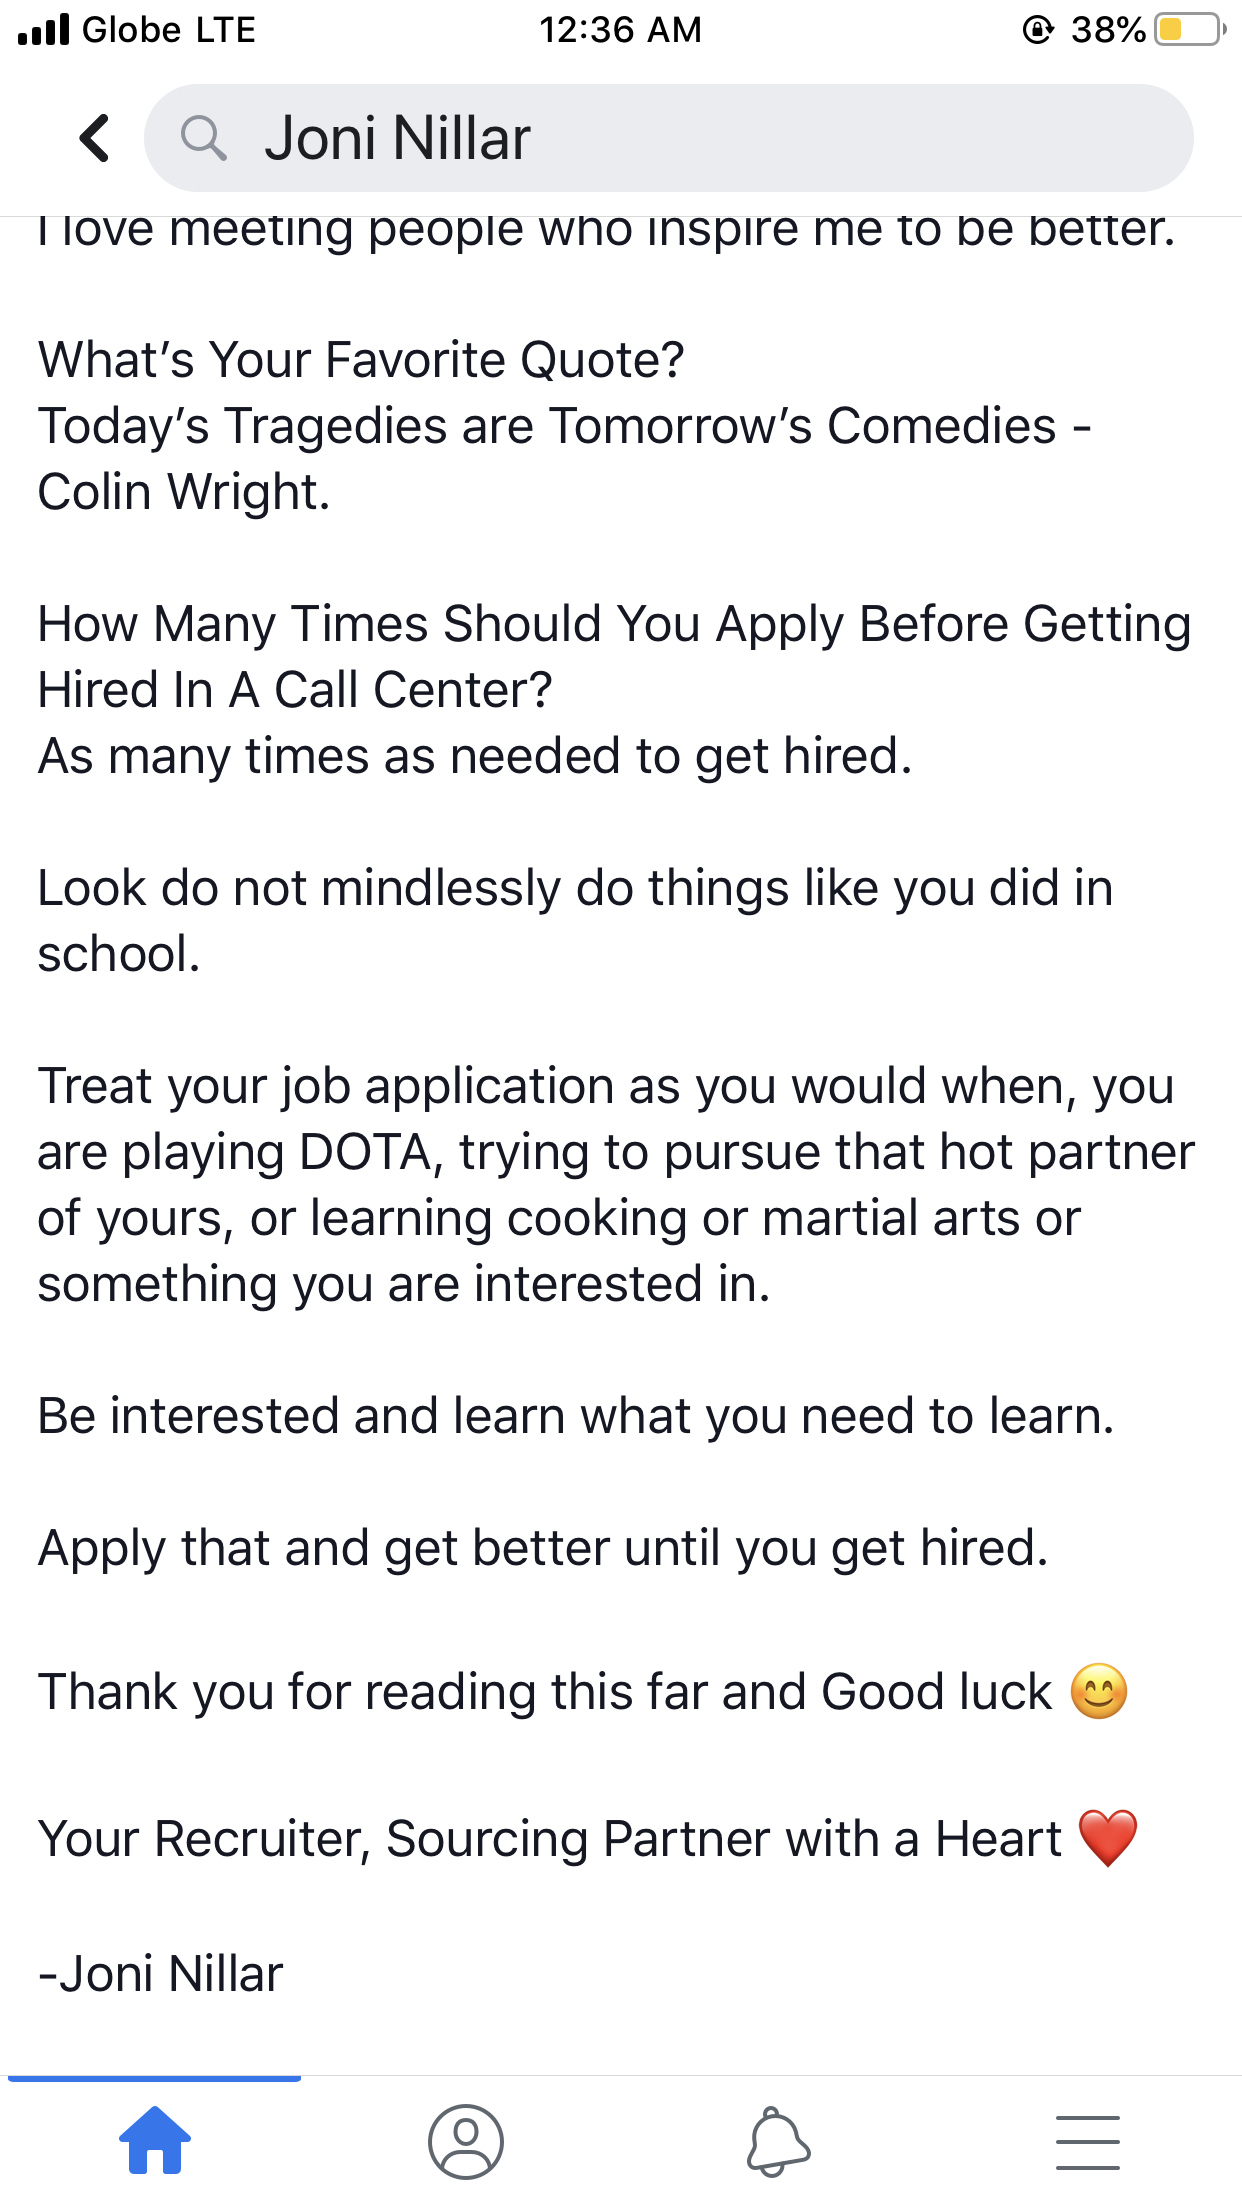 Globe LTE 12:36 AM 38%
Joni Nillar
I love meeting people who inspire me to be better.
What’s Your Favorite Quote?
Today’s Tragedies are Tomorrow’s Comedies -
Colin Wright.
How Many Times Should You Apply Before Getting
Hired In A Call Center?
As many times as needed to get hired.
Look do not mindlessly do things like you did in
school.
Treat your job application as you would when, you
are playing DOTA, trying to pursue that hot partner
of yours, or learning cooking or martial arts or
something you are interested in.
Be interested and learn what you need to learn.
Apply that and get better until you get hired.
Thank you for reading this far and Good luck 😊
Your Recruiter, Sourcing Partner with a Heart ❤️
-Joni Nillar